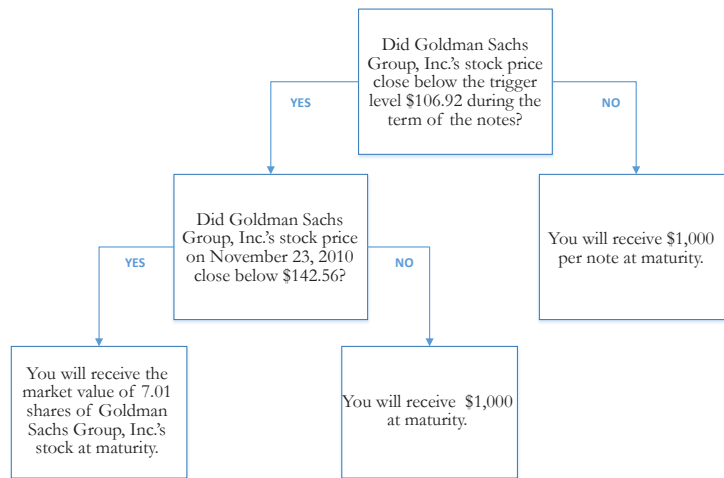 Did Goldman Sachs
Group, Inc.'s stock price
close below the trigger
level $106.92 during the
term of the notes?
YES
NO
Did Goldman Sachs
Group, Inc.'s stock price
on November 23, 2010
close below $142.56?
You will receive $1,000
per note at maturity.
YES
NO
You will receive the
market value of 7.01
shares of Goldman
Sachs Group, Inc.'s
stock at maturity.
You will receive $1,000
at maturity.